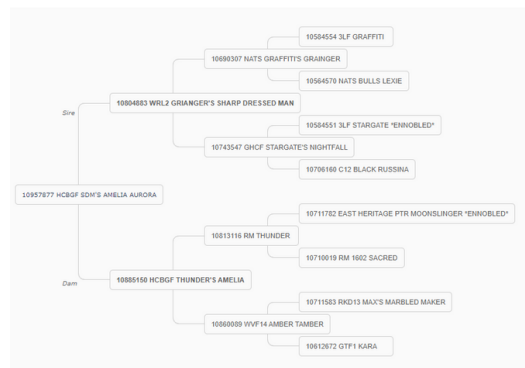 10584554 3LF GRAFFITI
10690307 NATS GRAFFITI'S GRAINGER
10564570 NATS BULLS LEXIE
10804883 WRL2 GRIANGER'S SHARP DRESSED MAN
Sire
10584551 3LF STARGATE *ENNOBLED*
10743547 GHCF STARGATE'S NIGHTFALL
10706160 C12 BLACK RUSSINA
10957877 HCBGF SDM'S AMELIA AURORA
10711782 EAST HERITAGE PTR MOONSLINGER *ENNOBLED*
10813116 RM THUNDER
10710019 RM 1602 SACRED
Dam
10885150 HCBGF THUNDER'S AMELIA
10711583 RKD13 MAX'S MARBLED MAKER
10860089 WVF14 AMBER TAMBER
10612672 GTF1 KARA